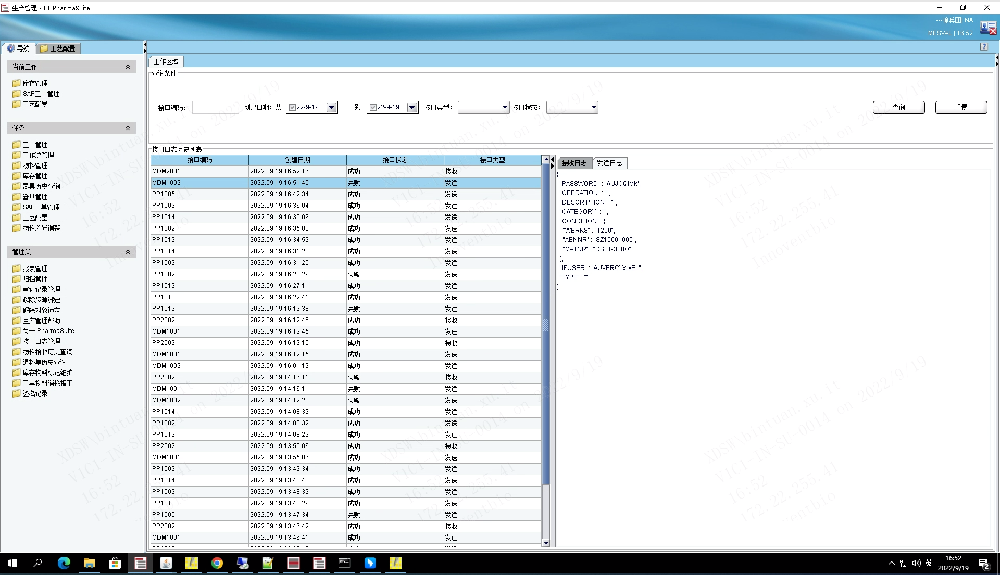 生产管理 - FT PharmaSuite
---徐兵团| NA
MESVAL | 16:52
导航
工艺配置
当前工作
库存管理
SAP工单管理
工艺配置
任务
工单管理
工作流管理
物料管理
库存管理
器具历史查询
器具管理
SAP工单管理
工艺配置
物料差异调整
管理员
报表管理
归档管理
审计记录管理
解除资源绑定
解除对象锁定
生产管理帮助
关于 PharmaSuite
接口日志管理
物料接收历史查询
退料单历史查询
库存物料标记维护
工单物料消耗报工
签名记录
工作区域
查询条件
接口编码： 创建日期：从 22-9-19 到 22-9-19 接口类型： 接口状态： 查询 重置
接口日志历史列表
接口编码 创建日期 接口状态 接口类型
MDM2001 2022.09.19 16:52:16 成功 接收
MDM1002 2022.09.19 16:51:40 失败 发送
PP1005 2022.09.19 16:42:34 成功 发送
PP1003 2022.09.19 16:36:04 成功 发送
PP1014 2022.09.19 16:35:09 成功 发送
PP1002 2022.09.19 16:35:08 成功 发送
PP1013 2022.09.19 16:34:59 成功 发送
PP1014 2022.09.19 16:31:20 成功 发送
PP1002 2022.09.19 16:31:20 成功 发送
PP1002 2022.09.19 16:28:29 失败 发送
PP1013 2022.09.19 16:27:11 成功 发送
PP1013 2022.09.19 16:22:41 成功 发送
PP1013 2022.09.19 16:19:38 失败 发送
PP2002 2022.09.19 16:12:45 成功 接收
MDM1001 2022.09.19 16:12:45 成功 发送
PP2002 2022.09.19 16:12:15 成功 接收
MDM1001 2022.09.19 16:12:15 成功 发送
MDM1002 2022.09.19 16:01:19 成功 发送
PP2002 2022.09.19 14:16:11 失败 接收
MDM1001 2022.09.19 14:16:11 失败 发送
MDM1002 2022.09.19 14:12:23 失败 发送
PP1014 2022.09.19 14:08:32 成功 发送
PP1002 2022.09.19 14:08:32 成功 发送
PP1013 2022.09.19 14:08:22 成功 发送
PP2002 2022.09.19 13:55:06 成功 接收
MDM1001 2022.09.19 13:55:06 成功 发送
PP1003 2022.09.19 13:49:34 成功 发送
PP1014 2022.09.19 13:48:40 成功 发送
PP1002 2022.09.19 13:48:39 成功 发送
PP1013 2022.09.19 13:48:29 成功 发送
PP1005 2022.09.19 13:47:34 失败 发送
PP2002 2022.09.19 13:46:42 成功 接收
MDM1001 2022.09.19 13:46:41 成功 发送
接收日志 发送日志
{
"PASSWORD" : "AUJCQiMk",
"OPERATION" : "",
"DESCRIPTION" : "",
"CATEGORY" : "",
"CONDITION" : {
"WERKS" : "1200",
"AENNR" : "SZ10001000",
"MATNR" : "DS01-308O"
},
"IFUSER" : "AUVERCYxJyE=",
"TYPE" : ""
}
XDSW\bintuan.xu.it
V1C1-IN-SU-0014 on 2022/9/19
16:52
172.22.255.41
Innoventbio
英
16:52
2022/9/19
2